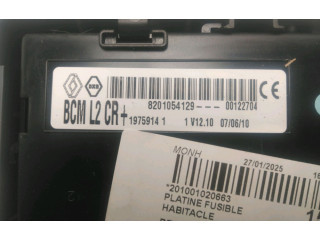 8201054129--- 00122704
BCM L2 CR+
1975914 1 1 V12.10 07/06/10
MONH 27/01/2025
*201001020663
PLATINE FUSIBLE
HABITACLE